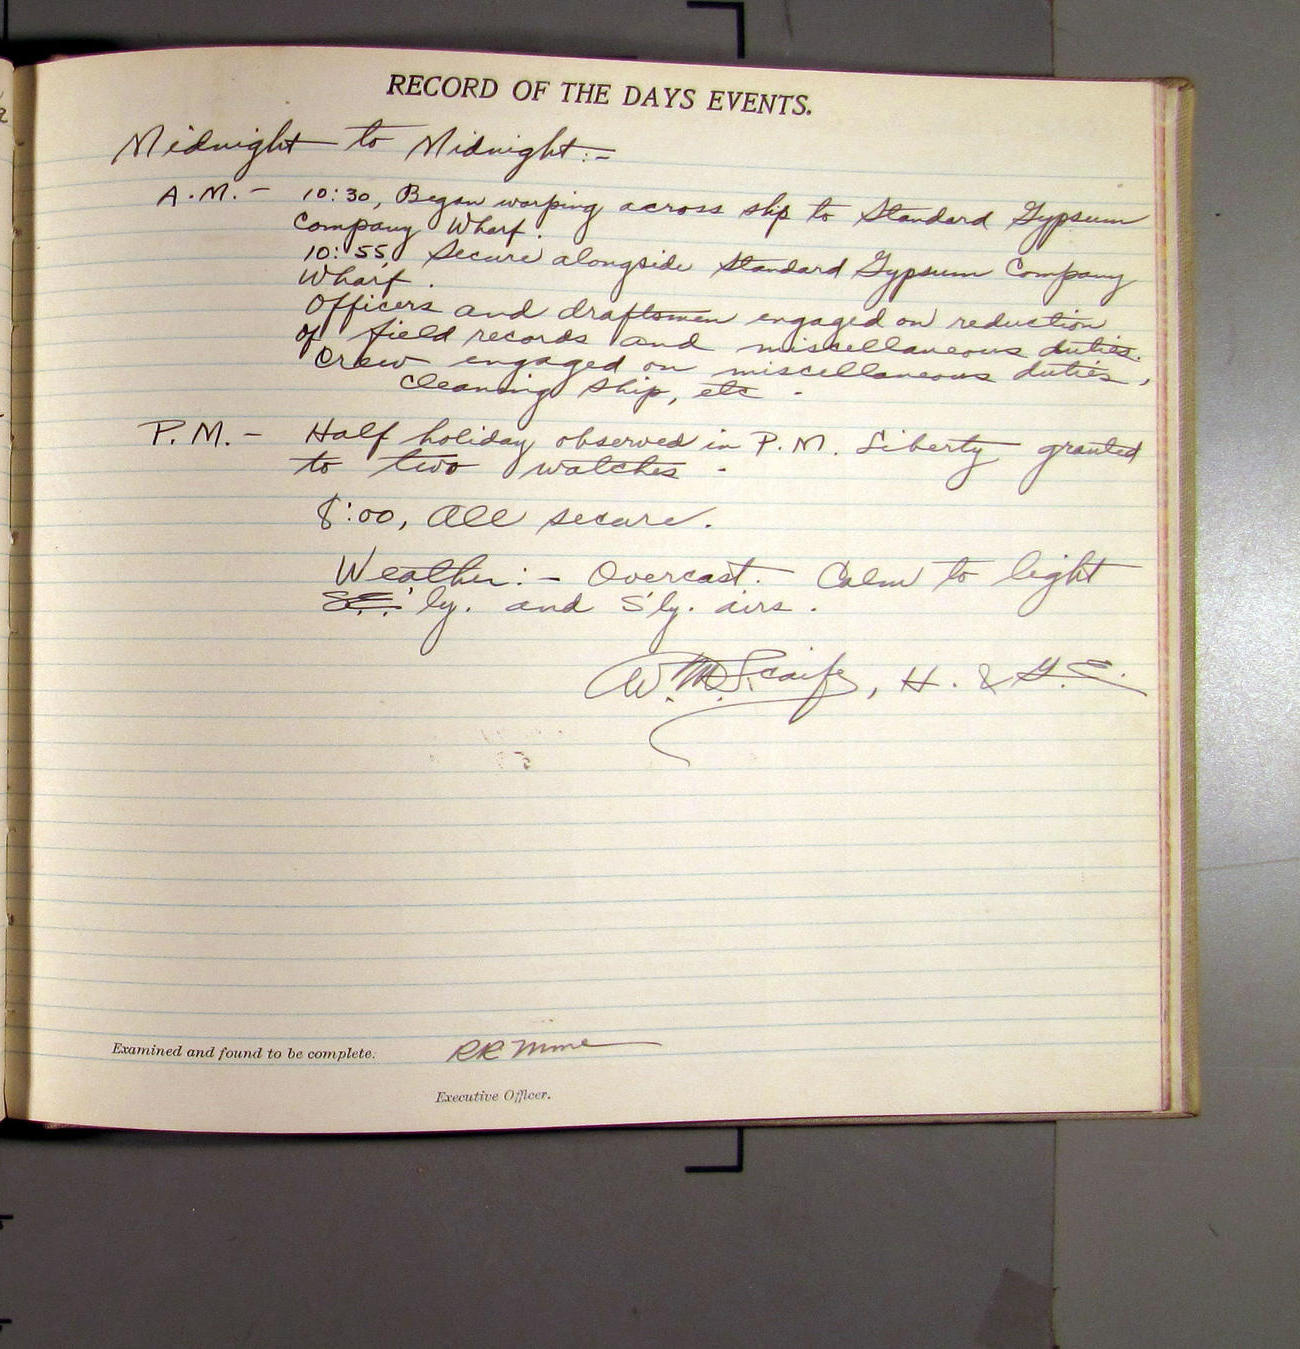 RECORD OF THE DAYS EVENTS.
Midnight to Midnight:-
A.M.- 10:30, Began warping across slip to Standard Gypsum
Company Wharf.
10:55, Secure alongside Standard Gypsum Company
Wharf.
Officers and draftsmen engaged on reduction
of field records and miscellaneous duties.
Crew engaged on miscellaneous duties,
cleaning ship, etc.
P.M.- Half holiday observed in P.M. Liberty granted
to two watches.
8:00, All secure.
Weather:- Overcast. Calm to light
S.E.'ly. and S'ly. airs.
W.M. Scaife, H. & G.E.
Examined and found to be complete.
Executive Officer.